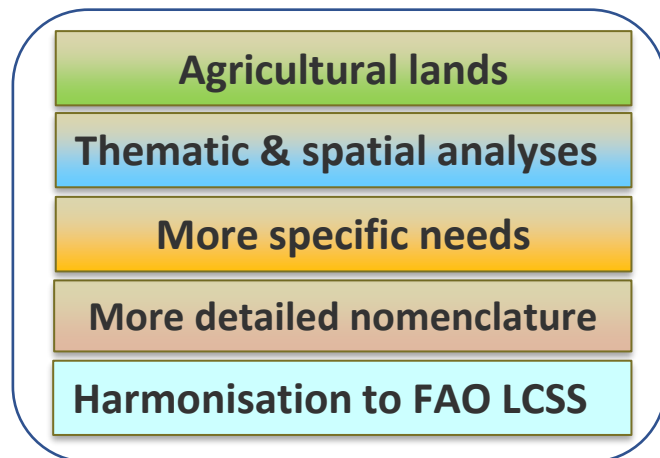 Agricultural lands
Thematic & spatial analyses
More specific needs
More detailed nomenclature
Harmonisation to FAO LCSS